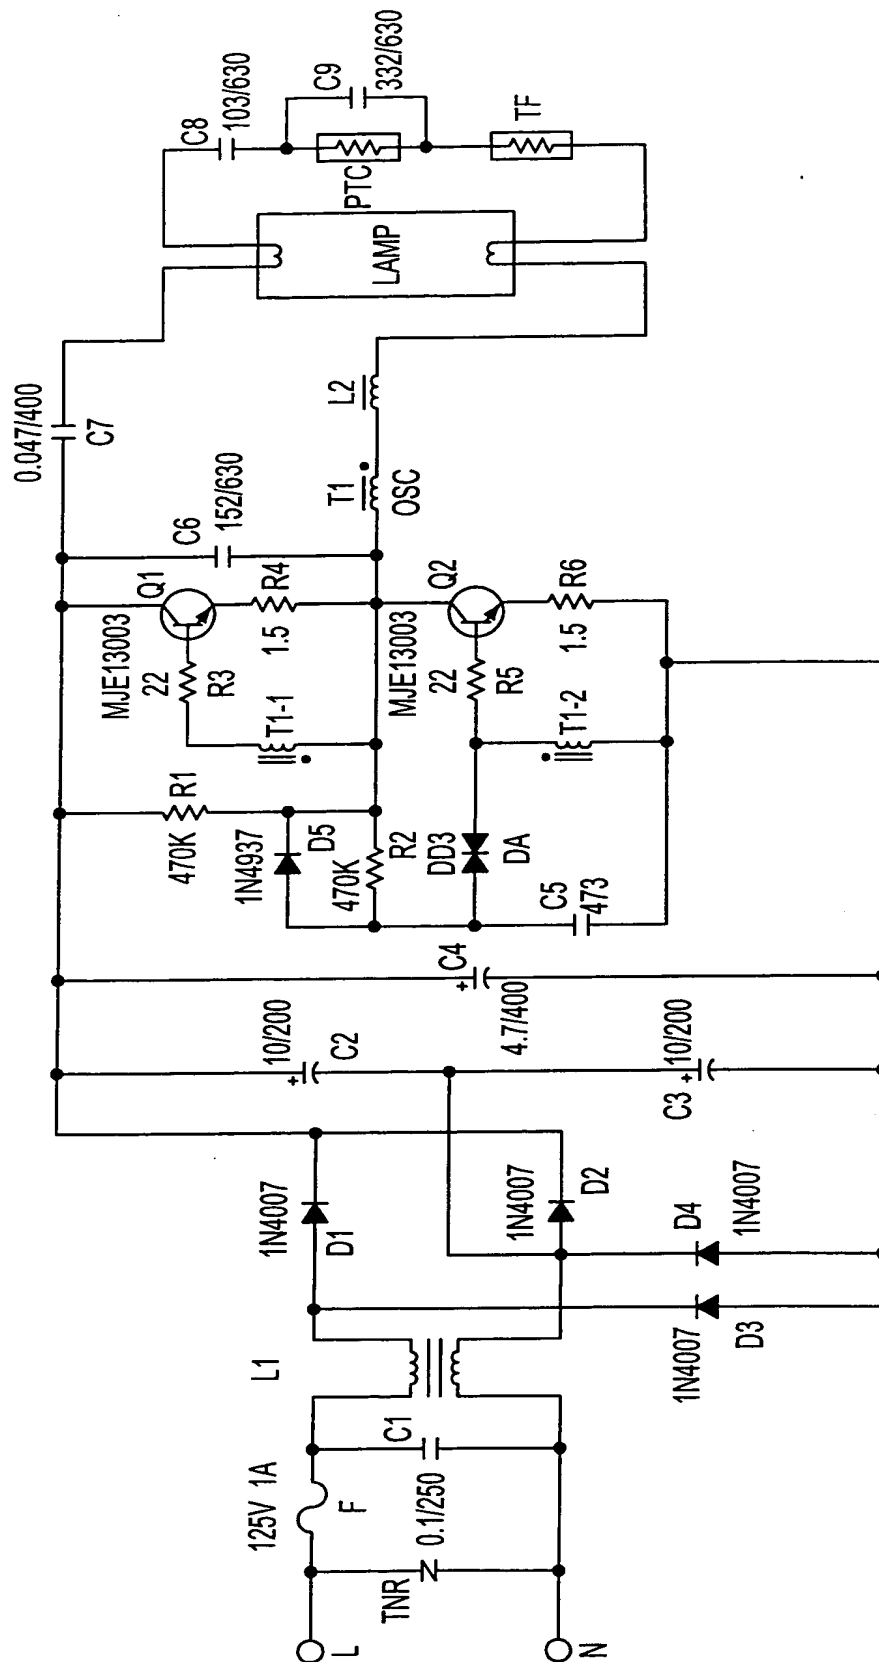 L
N
TNR
125V 1A
F
0.1/250
C1
L1
1N4007
D1
1N4007
D2
1N4007
D3
D4
1N4007
10/200
C2
C3
10/200
C4
4.7/400
470K
R1
1N4937
D5
470K
R2
DD3
DA
C5
473
T1-1
22
R3
MJE13003
Q1
1.5
R4
T1-2
22
R5
MJE13003
Q2
1.5
R6
C6
152/630
0.047/400
C7
T1
OSC
L2
LAMP
PTC
C8
103/630
C9
332/630
TF